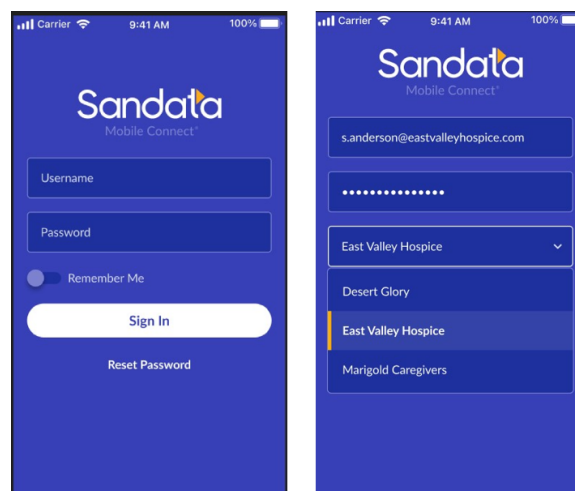 Carrier 9:41 AM 100%
Sandata
Mobile Connect
Username
Password
Remember Me
Sign In
Reset Password
Carrier 9:41 AM 100%
Sandata
Mobile Connect
s.anderson@eastvalleyhospice.com
•••••••••••••••
East Valley Hospice
Desert Glory
East Valley Hospice
Marigold Caregivers